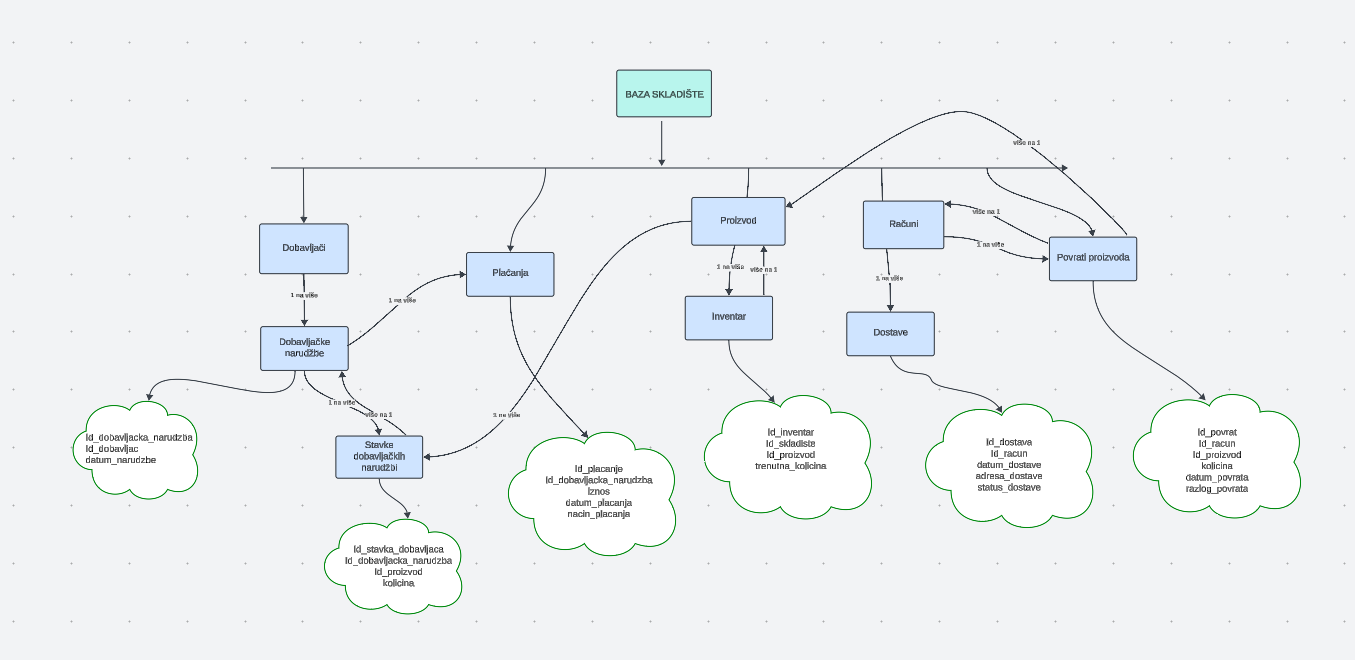 BAZA SKLADIŠTE
više na 1
Dobavljači
Plaćanja
Proizvod
Računi
Povrati proizvoda
više na 1
1 na više
1 na više
više na 1
1 na više
1 na više
1 na više
Dobavljačke
narudžbe
Inventar
Dostave
1 na više
više na 1
1 na više
Stavke
dobavljačkih
narudžbi
Id_dobavljacka_narudzba
Id_dobavljac
datum_narudzbe
Id_stavka_dobavljaca
Id_dobavljacka_narudzba
Id_proizvod
kolicina
Id_placanje
Id_dobavljacka_narudzba
Iznos
datum_placanja
nacin_placanja
Id_inventar
Id_skladiste
Id_proizvod
trenutna_kolicina
Id_dostava
Id_racun
datum_dostave
adresa_dostave
status_dostave
Id_povrat
Id_racun
Id_proizvod
kolicina
datum_povrata
razlog_povrata